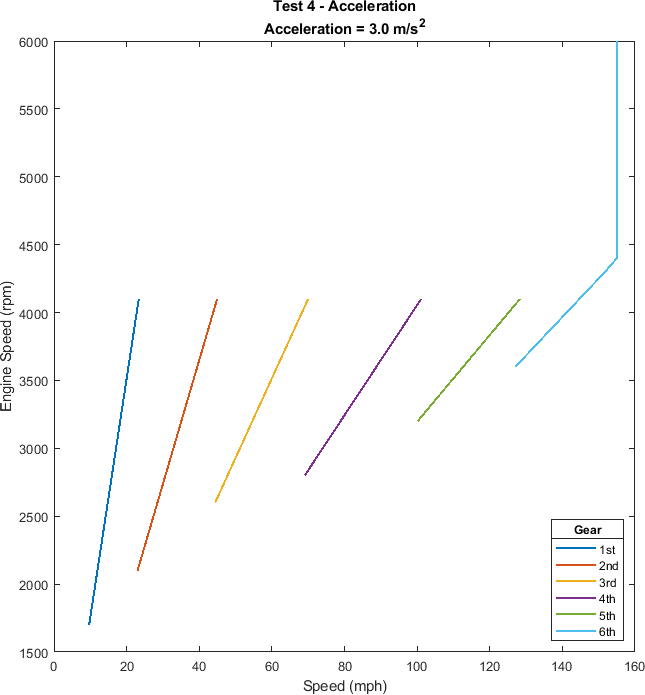 Test 4 - Acceleration
Acceleration = 3.0 m/s²
6000
5500
5000
4500
4000
3500
3000
2500
2000
1500
Engine Speed (rpm)
0 20 40 60 80 100 120 140 160
Speed (mph)
Gear
1st
2nd
3rd
4th
5th
6th